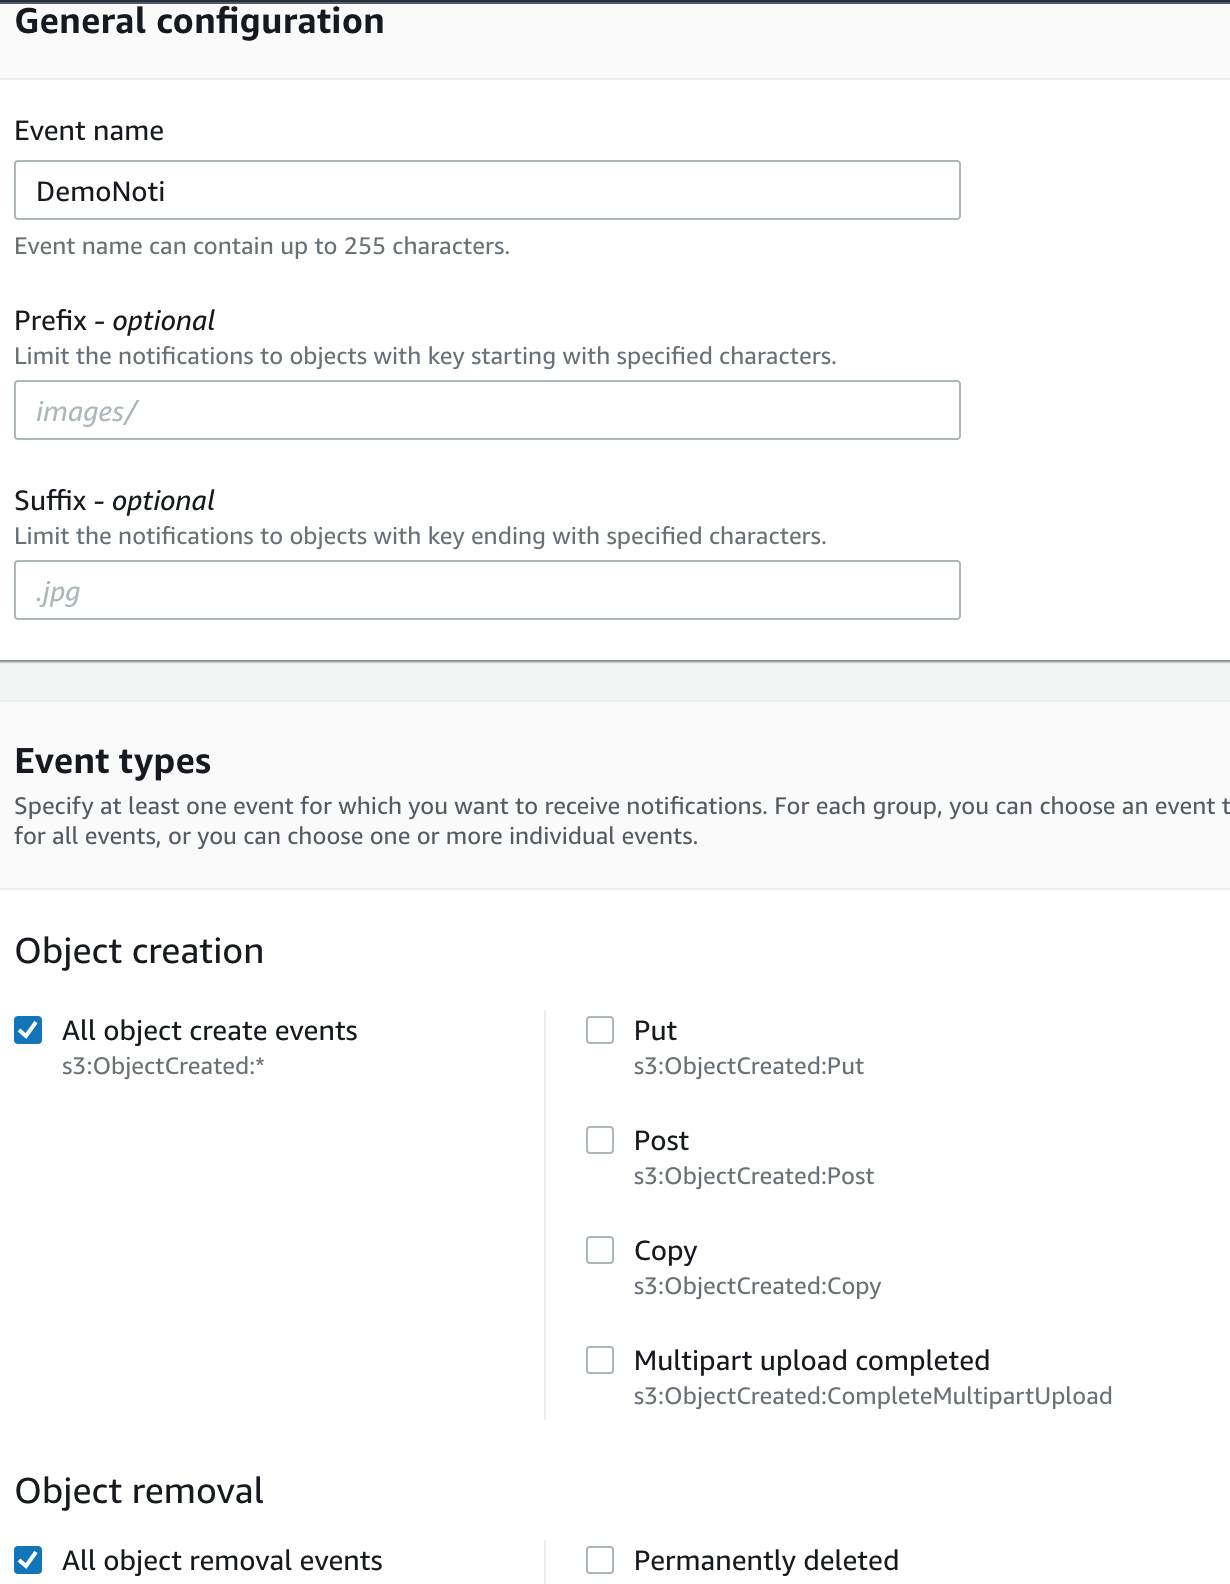 General configuration
Event name
DemoNoti
Event name can contain up to 255 characters.
Prefix - optional
Limit the notifications to objects with key starting with specified characters.
images/
Suffix - optional
Limit the notifications to objects with key ending with specified characters.
.jpg
Event types
Specify at least one event for which you want to receive notifications. For each group, you can choose an event t
for all events, or you can choose one or more individual events.
Object creation
All object create events
s3:ObjectCreated:*
Put
s3:ObjectCreated:Put
Post
s3:ObjectCreated:Post
Copy
s3:ObjectCreated:Copy
Multipart upload completed
s3:ObjectCreated:CompleteMultipartUpload
Object removal
All object removal events
Permanently deleted